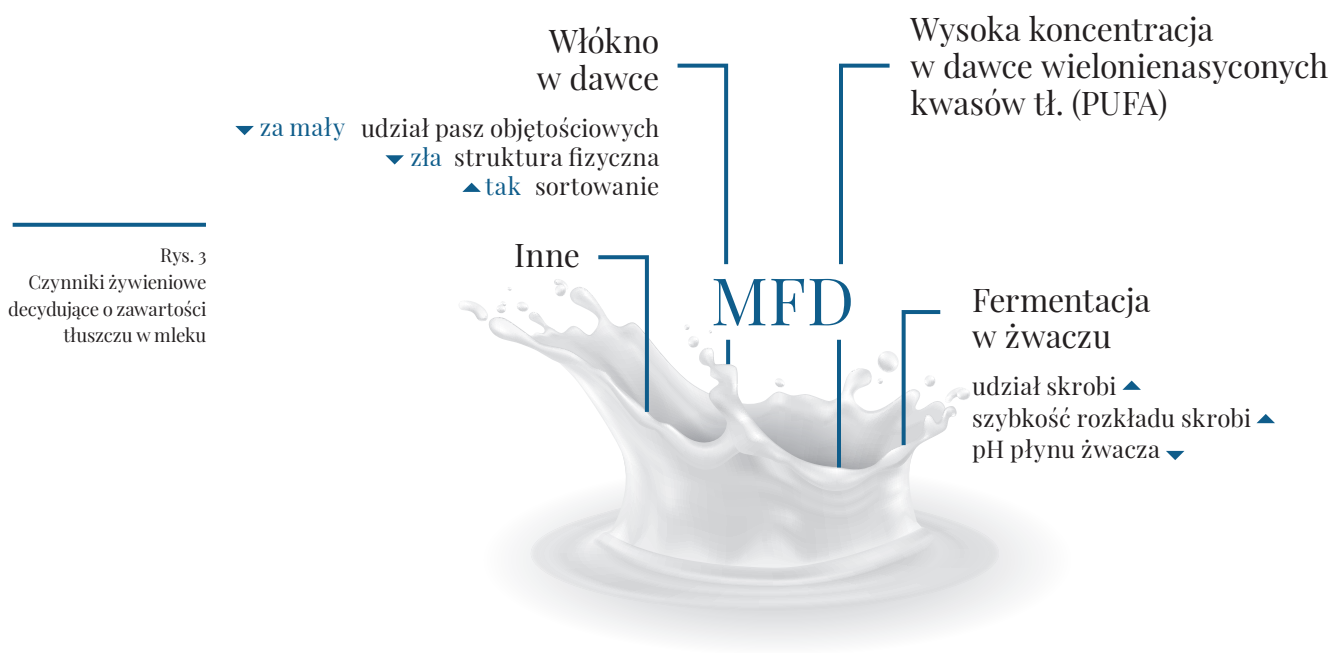 Włókno
w dawce
za mały udział pasz objętościowych
zła struktura fizyczna
tak sortowanie
Wysoka koncentracja
w dawce wielonienasyconych
kwasów tł. (PUFA)
Rys. 3
Czynniki żywieniowe
decydujące o zawartości
tłuszczu w mleku
Inne
MFD
Fermentacja
w żwaczu
udział skrobi
szybkość rozkładu skrobi
pH płynu żwacza